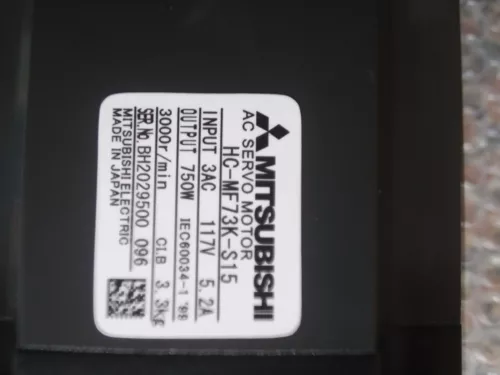 MITSUBISHI
AC SERVO MOTOR
HC-MF73K-S15
INPUT 3AC 117V 5.2A
OUTPUT 750W IEC60034-1
3000r/min CI.B 3.3Kg
SER.No.BH2029500 096
MITSUBISHI ELECTRIC
MADE IN JAPAN